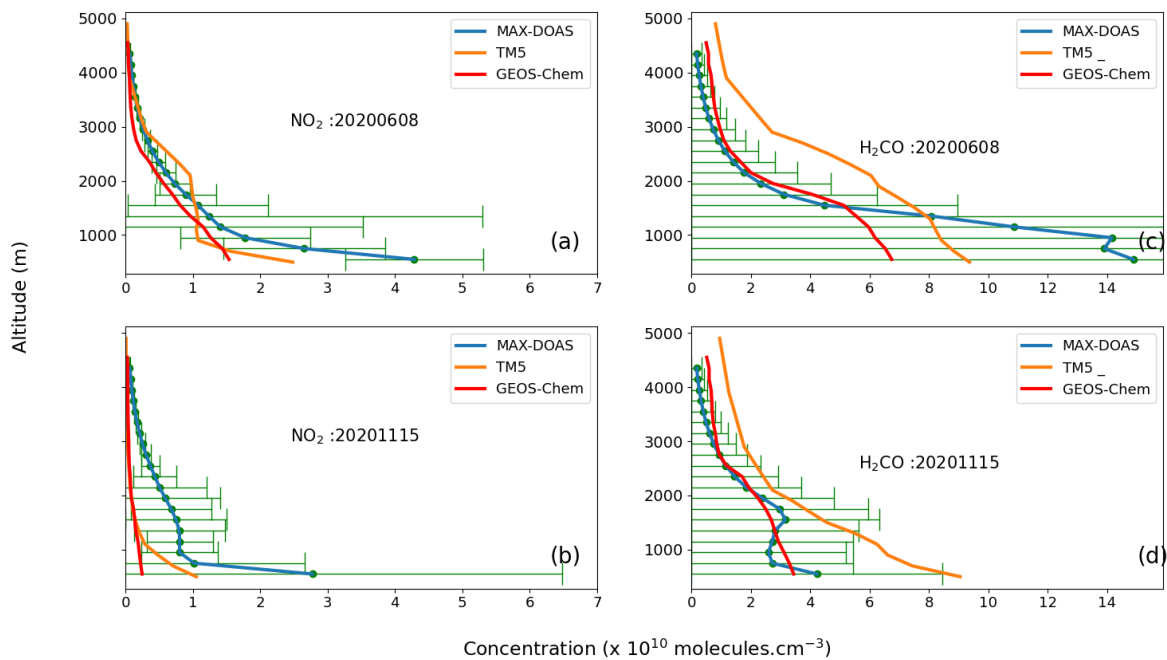 Altitude (m)
5000
4000
3000
2000
1000
MAX-DOAS
TM5
GEOS-Chem
NO₂ :20200608
(a)
0 1 2 3 4 5 6 7
5000
4000
3000
2000
1000
MAX-DOAS
TM5 _
GEOS-Chem
H₂CO :20200608
(c)
0 2 4 6 8 10 12 14
MAX-DOAS
TM5
GEOS-Chem
NO₂ :20201115
(b)
0 1 2 3 4 5 6 7
5000
4000
3000
2000
1000
MAX-DOAS
TM5 _
GEOS-Chem
H₂CO :20201115
(d)
0 2 4 6 8 10 12 14
Concentration (x 10¹⁰ molecules.cm⁻³)